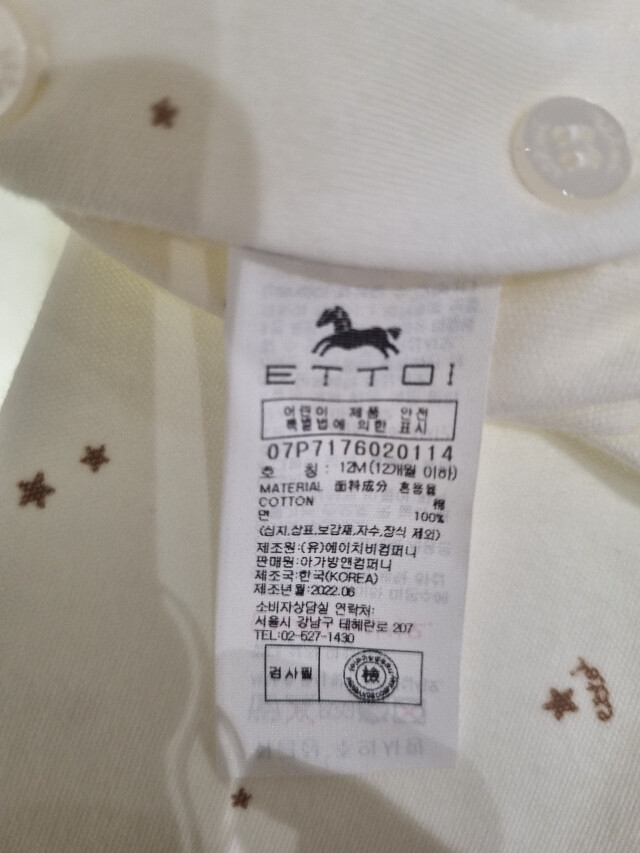 ETTOI
어린이 제품 안전
특별법에 의한 표시
07P7176020114
호 칭 : 12M(12개월 이하)
MATERIAL 面料成分 혼용율
COTTON 棉
면 100%
(심지,상표,보강재,자수,장식 제외)
제조원:(유)에이치비컴퍼니
판매원:아가방앤컴퍼니
제조국:한국(KOREA)
제조년월:2022.06
소비자상담실 연락처:
서울시 강남구 테헤란로 207
TEL:02-527-1430
검사필 檢